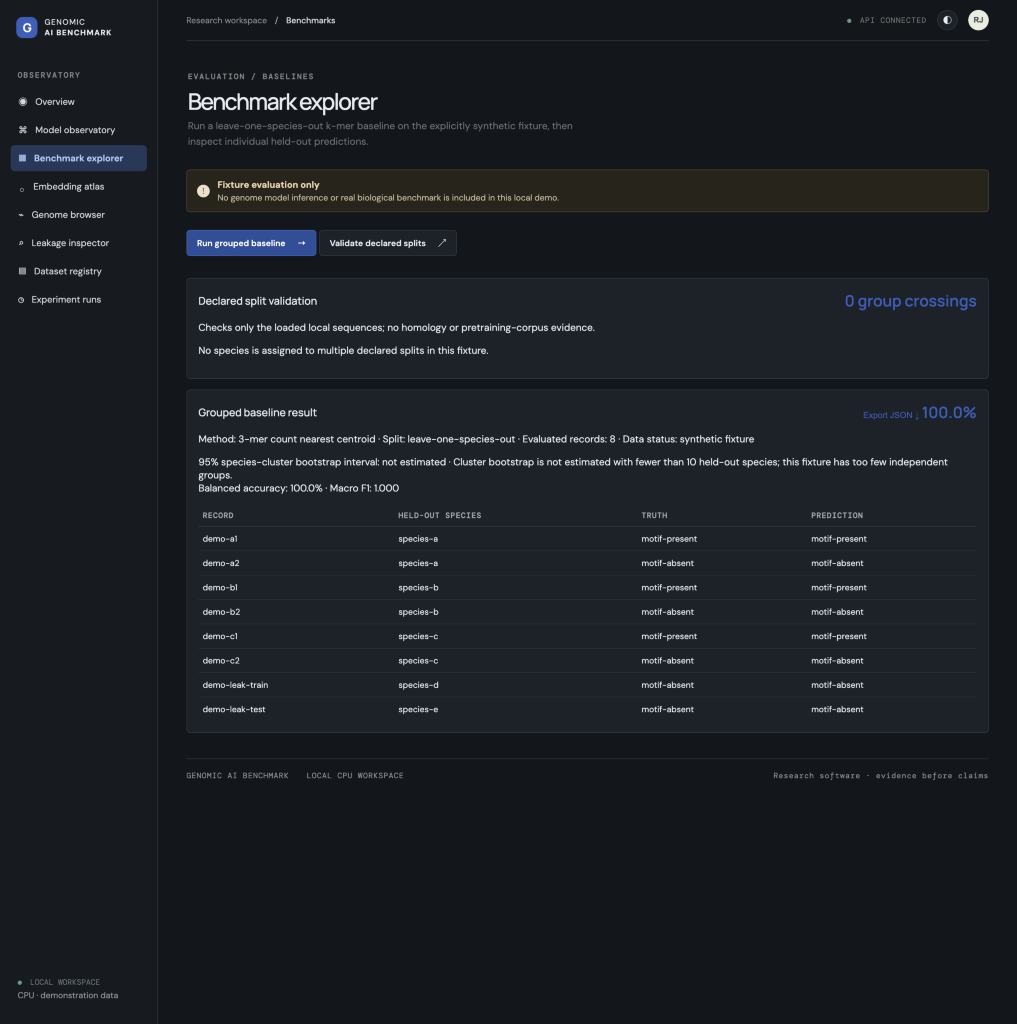 G
GENOMIC
AI BENCHMARK
OBSERVATORY
Overview
Model observatory
Benchmark explorer
Embedding atlas
Genome browser
Leakage inspector
Dataset registry
Experiment runs
LOCAL WORKSPACE
CPU · demonstration data
Research workspace / Benchmarks
API CONNECTED
RJ
EVALUATION / BASELINES
Benchmark explorer
Run a leave-one-species-out k-mer baseline on the explicitly synthetic fixture, then
inspect individual held-out predictions.
! Fixture evaluation only
No genome model inference or real biological benchmark is included in this local demo.
Run grouped baseline →
Validate declared splits ↗
Declared split validation 0 group crossings
Checks only the loaded local sequences; no homology or pretraining-corpus evidence.
No species is assigned to multiple declared splits in this fixture.
Grouped baseline result Export JSON ↓ 100.0%
Method: 3-mer count nearest centroid · Split: leave-one-species-out · Evaluated records: 8 · Data status: synthetic fixture
95% species-cluster bootstrap interval: not estimated · Cluster bootstrap is not estimated with fewer than 10 held-out species; this fixture has too few independent
groups.
Balanced accuracy: 100.0% · Macro F1: 1.000
RECORD HELD-OUT SPECIES TRUTH PREDICTION
demo-a1 species-a motif-present motif-present
demo-a2 species-a motif-absent motif-absent
demo-b1 species-b motif-present motif-present
demo-b2 species-b motif-absent motif-absent
demo-c1 species-c motif-present motif-present
demo-c2 species-c motif-absent motif-absent
demo-leak-train species-d motif-absent motif-absent
demo-leak-test species-e motif-absent motif-absent
GENOMIC AI BENCHMARK LOCAL CPU WORKSPACE Research software · evidence before claims